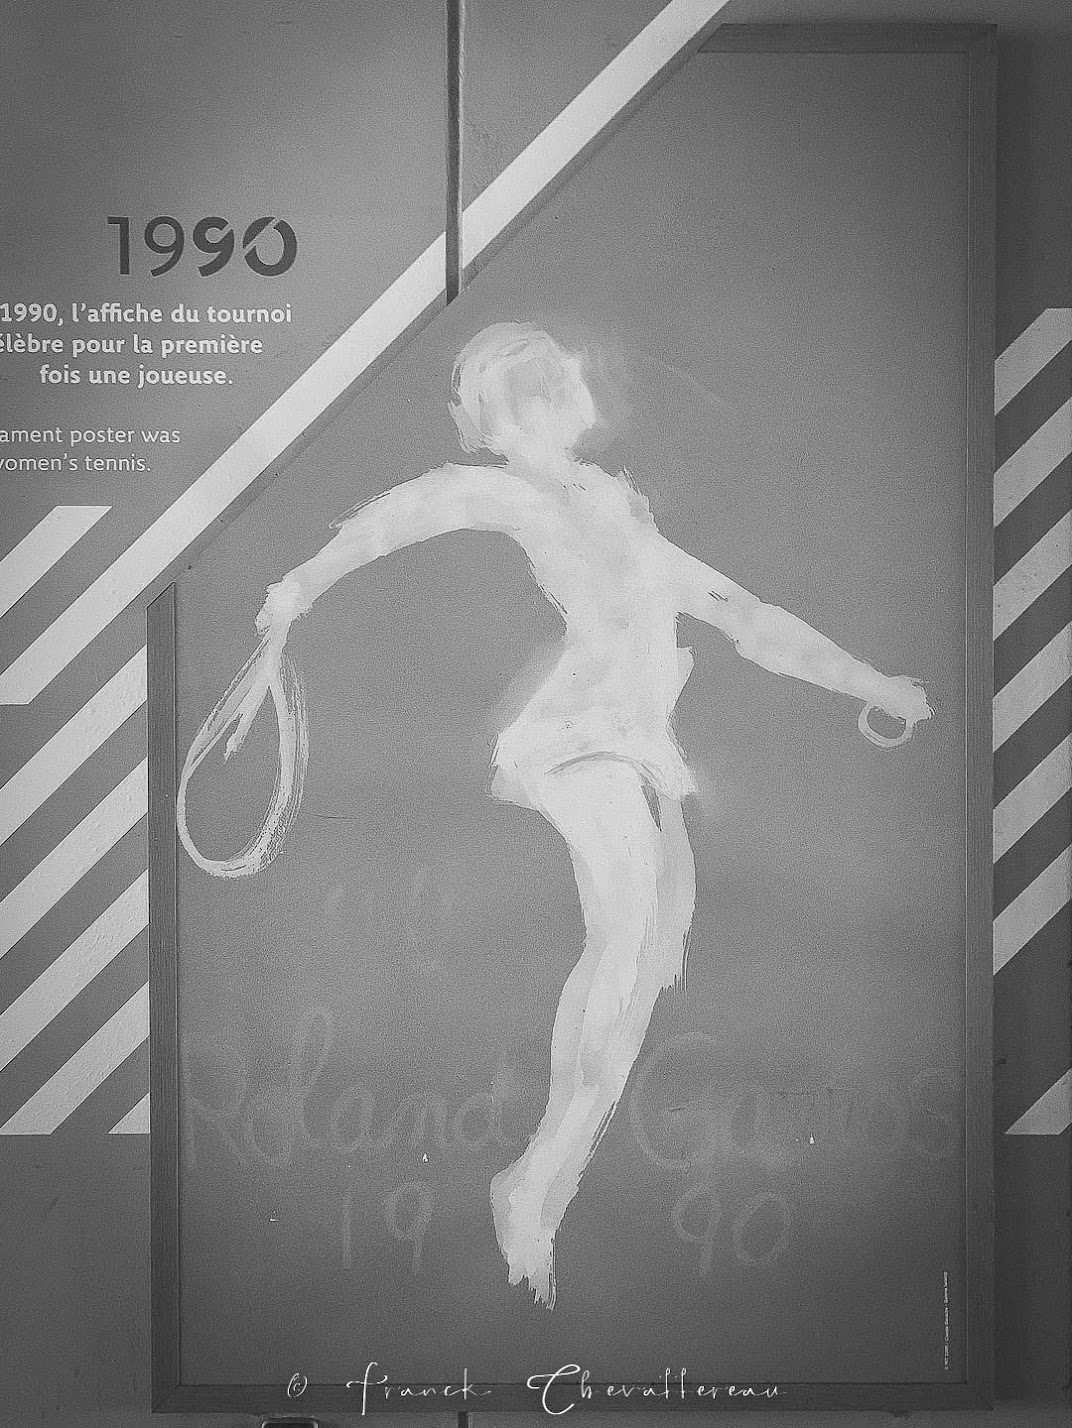 1990
1990, l'affiche du tournoi
élèbre pour la première
fois une joueuse.
ament poster was
women's tennis.
Roland Garros
19 90
© Franck Chevallereau